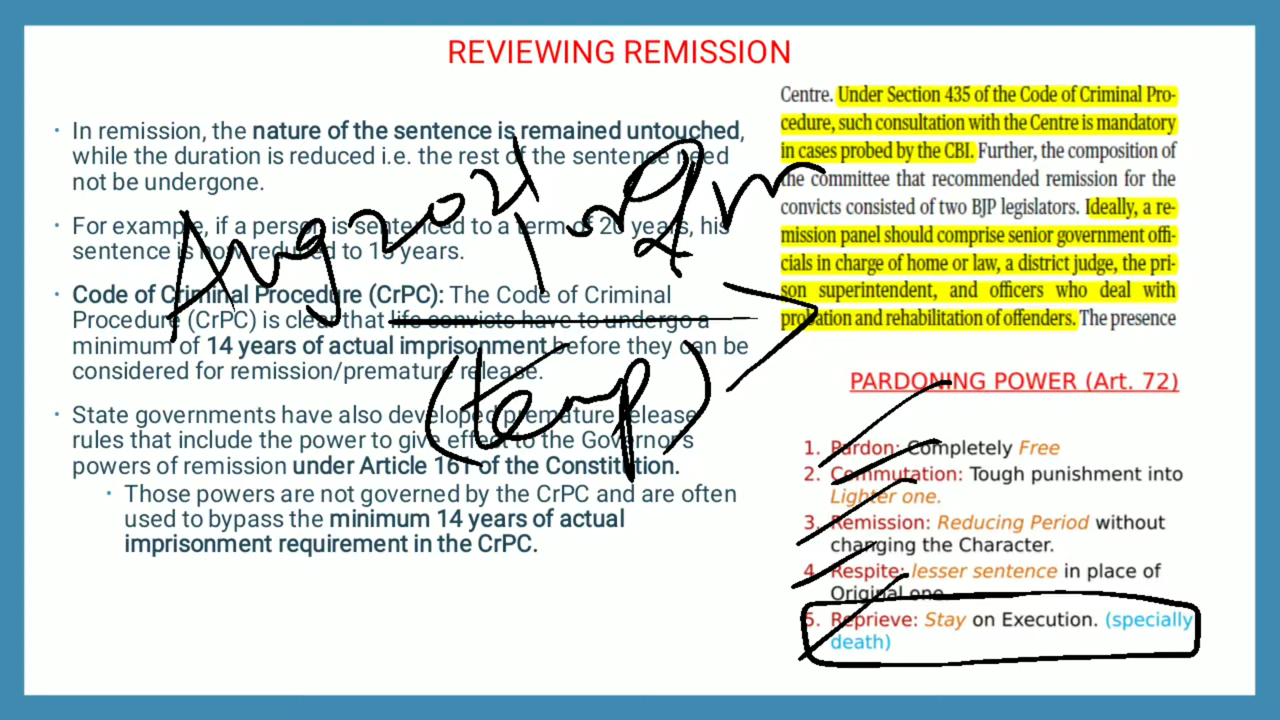 REVIEWING REMISSION
In remission, the nature of the sentence is remained untouched,
while the duration is reduced i.e. the rest of the sentence need
not be undergone.
For example, if a person is sentenced to a term of 20 years, his
sentence is now reduced to 15 years.
Code of Criminal Procedure (CrPC): The Code of Criminal
Procedure (CrPC) is clear that life convicts have to undergo a
minimum of 14 years of actual imprisonment before they can be
considered for remission/premature release.
State governments have also developed premature release
rules that include the power to give effect to the Governor's
powers of remission under Article 161 of the Constitution.
Those powers are not governed by the CrPC and are often
used to bypass the minimum 14 years of actual
imprisonment requirement in the CrPC.
Aug 2021
(temp)
Centre. Under Section 435 of the Code of Criminal Pro-
cedure, such consultation with the Centre is mandatory
in cases probed by the CBI. Further, the composition of
the committee that recommended remission for the
convicts consisted of two BJP legislators. Ideally, a re-
mission panel should comprise senior government offi-
cials in charge of home or law, a district judge, the pri-
son superintendent, and officers who deal with
probation and rehabilitation of offenders. The presence
PARDONING POWER (Art. 72)
1. Pardon: Completely Free
2. Commutation: Tough punishment into
Lighter one.
3. Remission: Reducing Period without
changing the Character.
4. Respite: lesser sentence in place of
Original one
5. Reprieve: Stay on Execution. (specially
death)